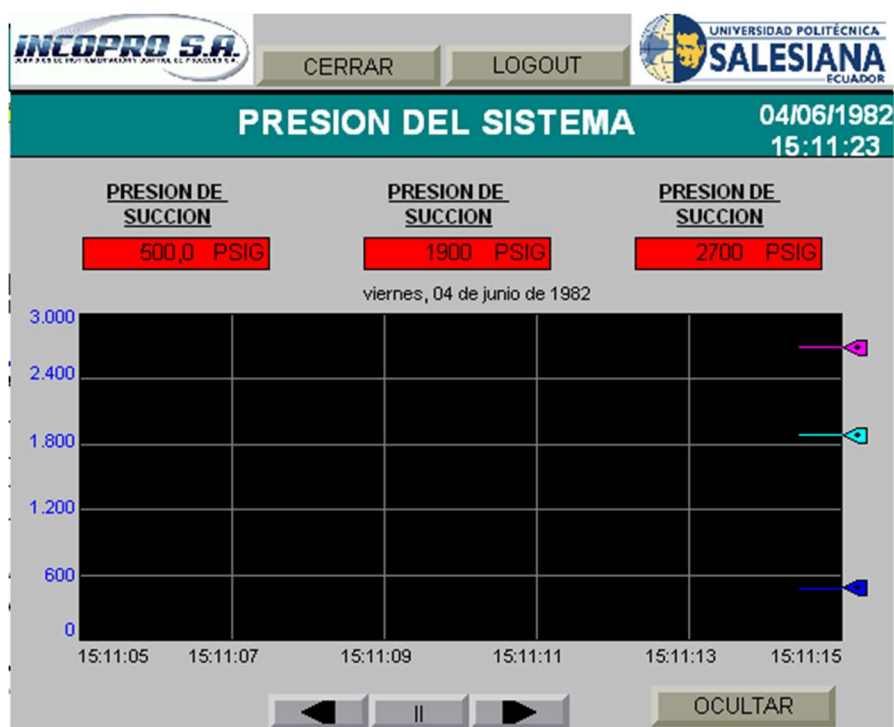 INCOPRO S.A.
CERRAR
LOGOUT
UNIVERSIDAD POLITÉCNICA
SALESIANA
ECUADOR
PRESION DEL SISTEMA
04/06/1982
15:11:23
PRESION DE
SUCCION
PRESION DE
SUCCION
PRESION DE
SUCCION
500,0 PSIG
1900 PSIG
2700 PSIG
viernes, 04 de junio de 1982
3.000
2.400
1.800
1.200
600
0
15:11:05 15:11:07 15:11:09 15:11:11 15:11:13 15:11:15
II
OCULTAR